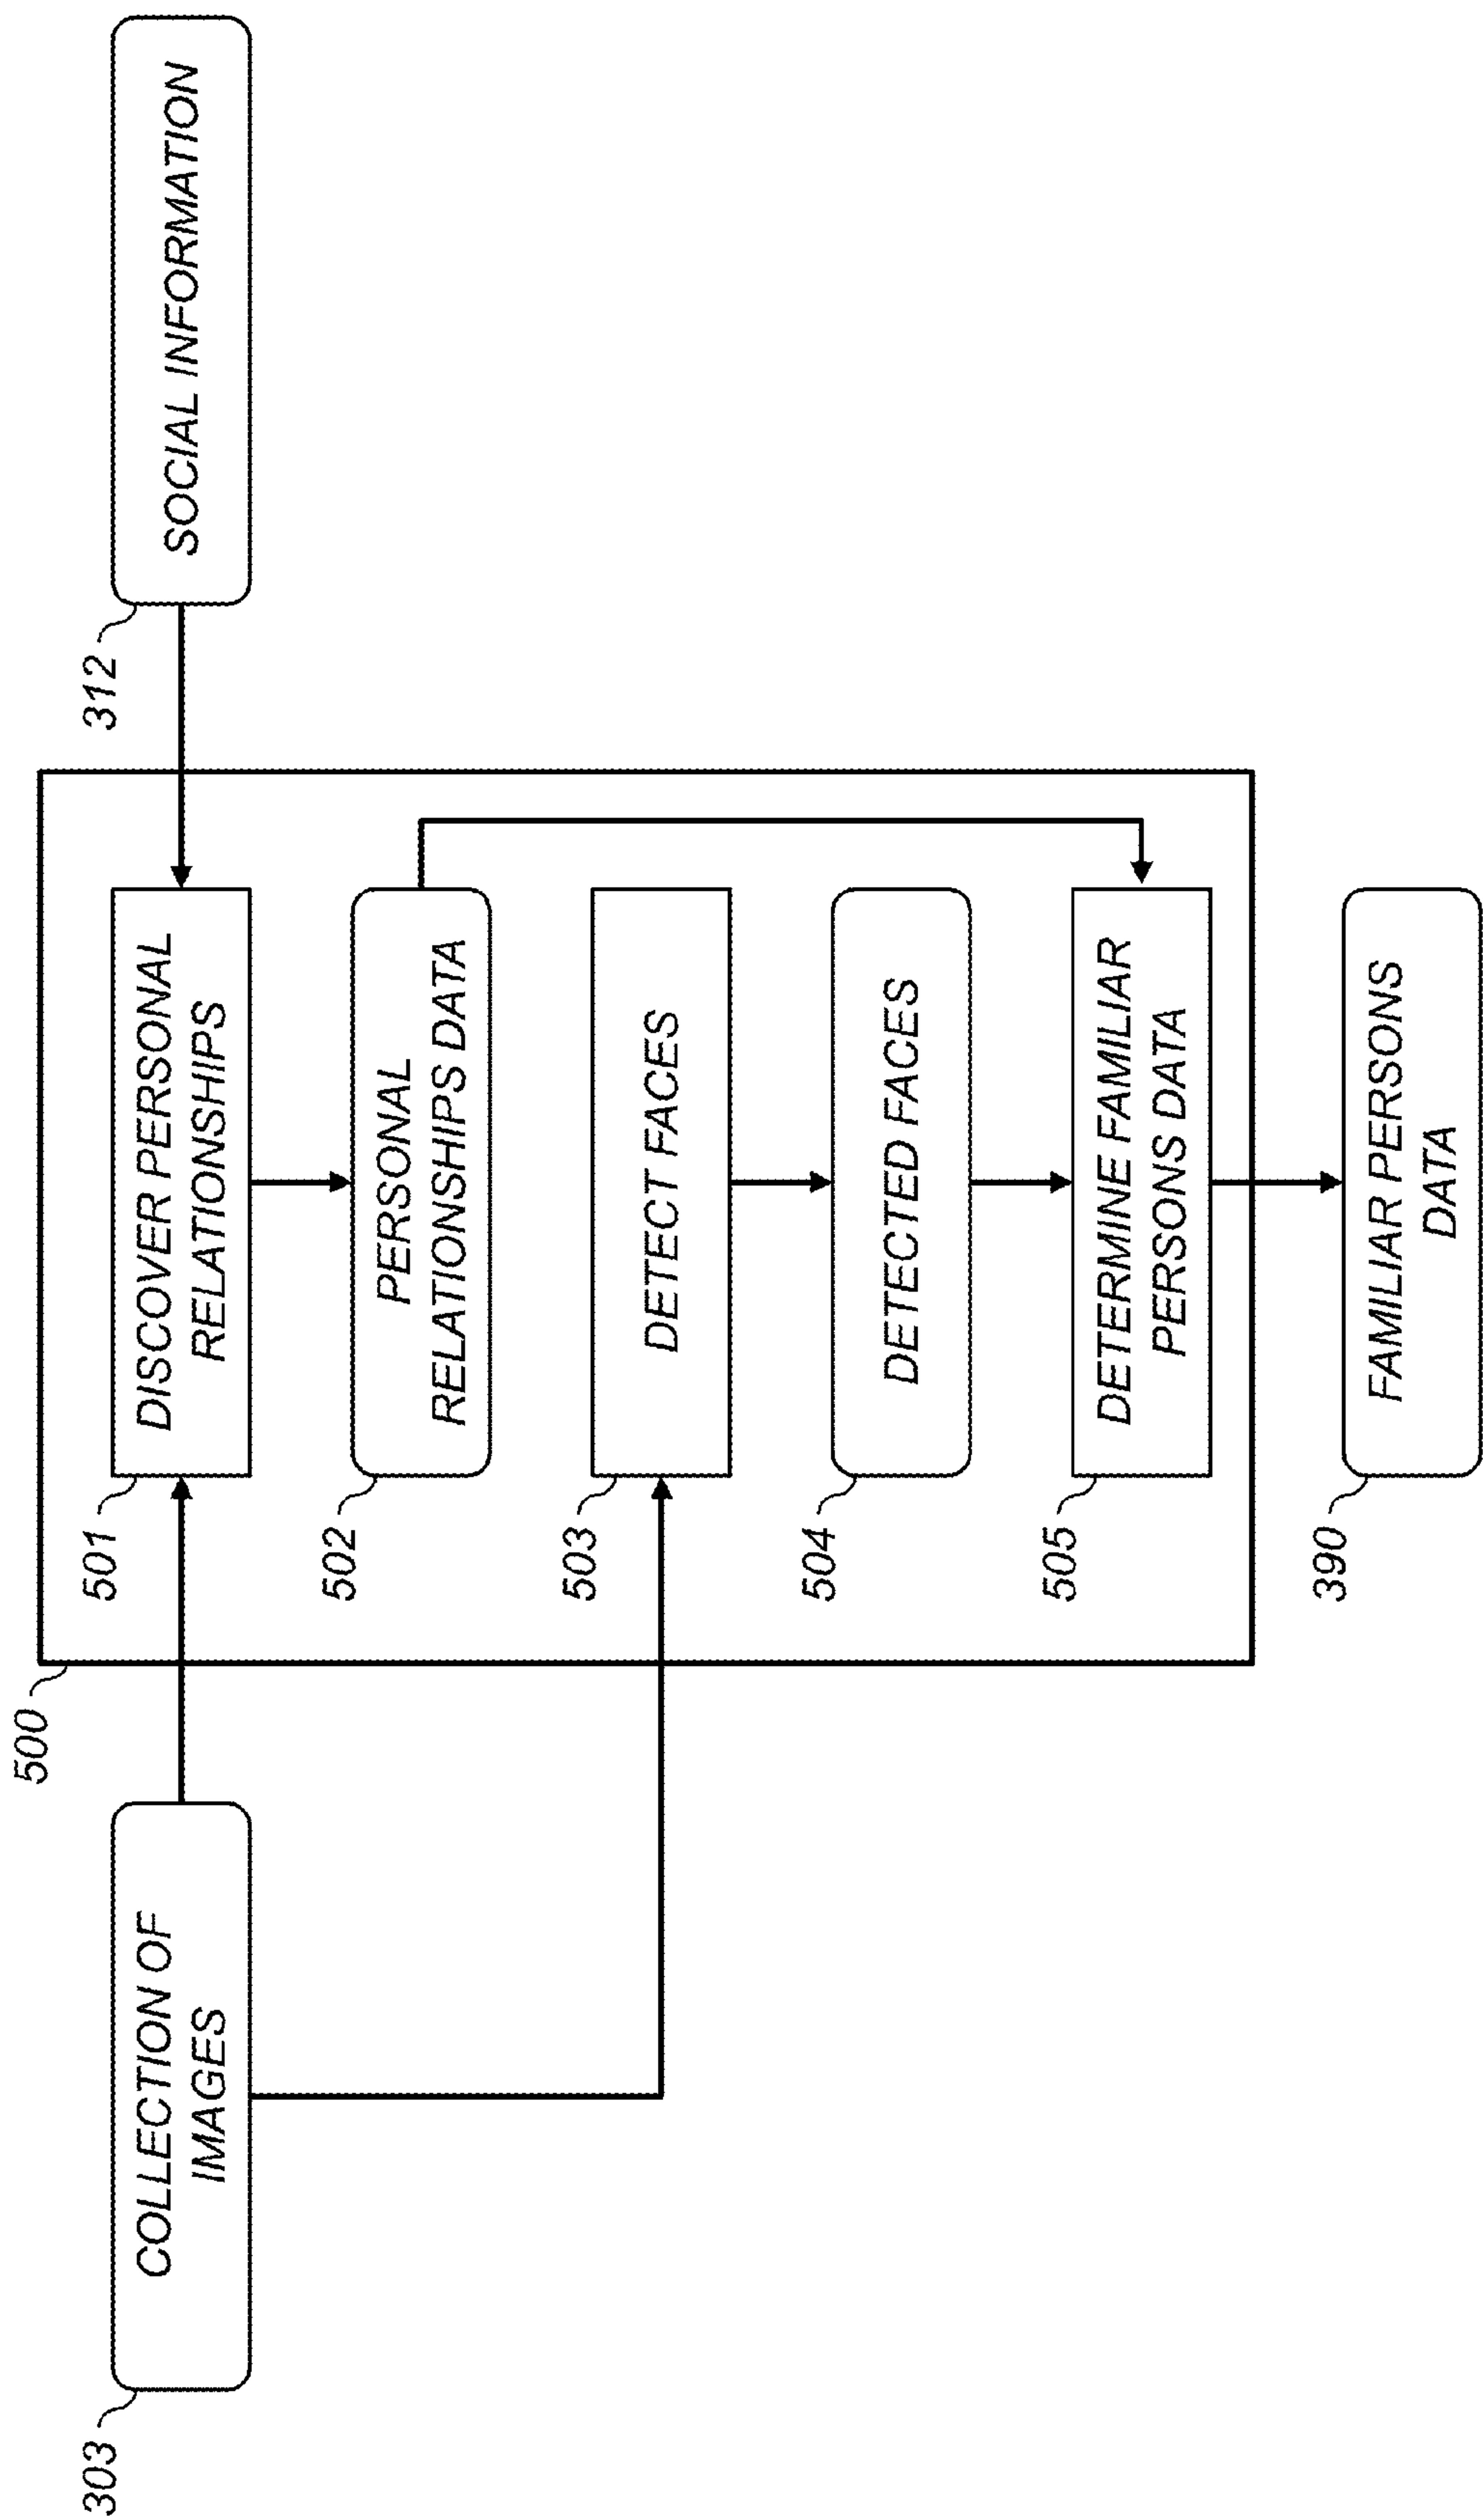 303
COLLECTION OF
IMAGES
500
501
DISCOVER PERSONAL
RELATIONSHIPS
312
SOCIAL INFORMATION
502
PERSONAL
RELATIONSHIPS DATA
503
DETECT FACES
504
DETECTED FACES
505
DETERMINE FAMILIAR
PERSONS DATA
390
FAMILIAR PERSONS
DATA